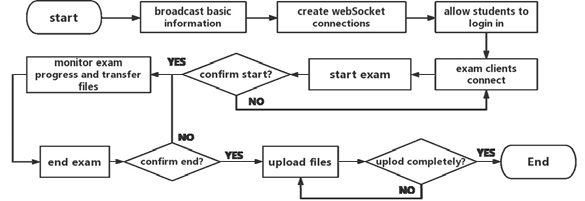 start
broadcast basic
information
create webSocket
connections
allow students to
login in
exam clients
connect
start exam
confirm start?
YES
NO
monitor exam
progress and transfer
files
end exam
confirm end?
NO
YES
upload files
uplod completely?
NO
YES
End